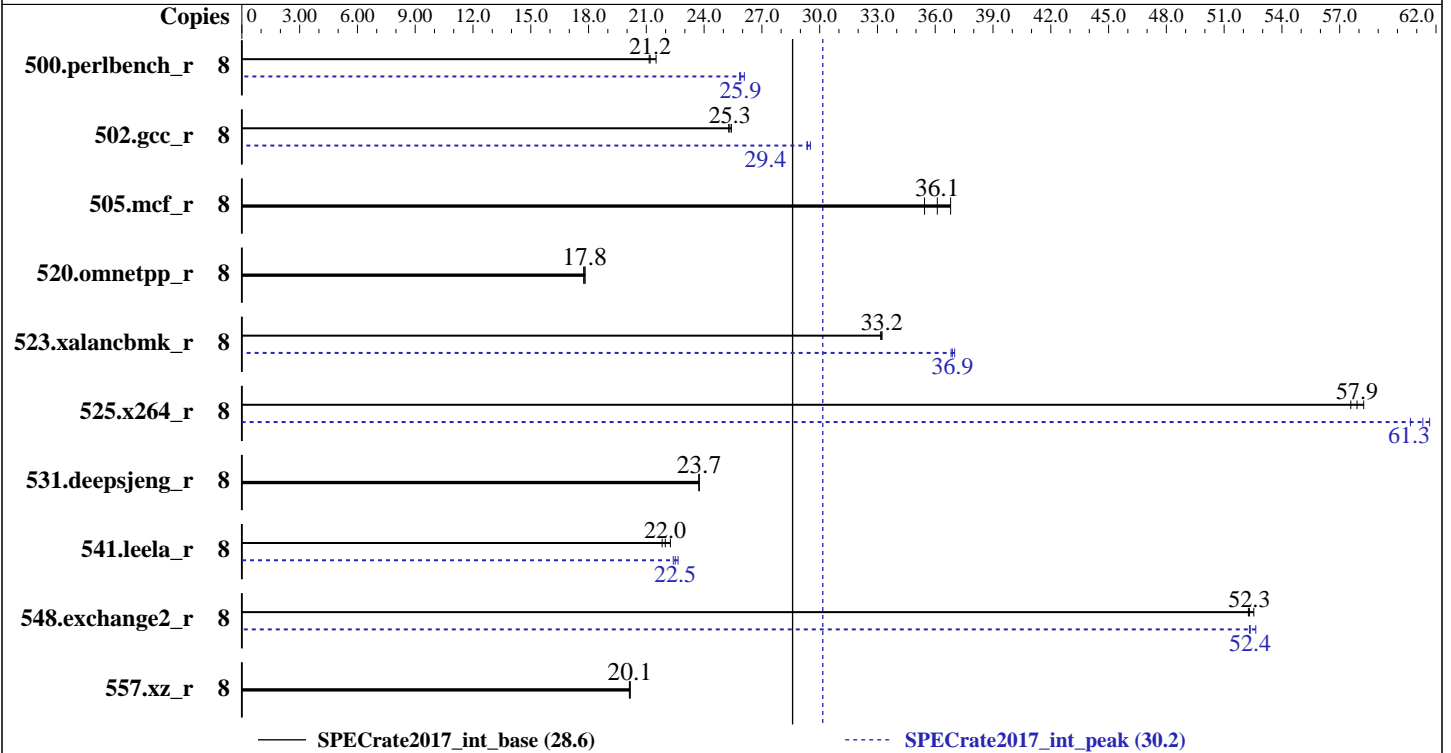 Copies 0 3.00 6.00 9.00 12.0 15.0 18.0 21.0 24.0 27.0 30.0 33.0 36.0 39.0 42.0 45.0 48.0 51.0 54.0 57.0 62.0
21.2
500.perlbench_r 8
25.9
25.3
502.gcc_r 8
29.4
36.1
505.mcf_r 8
17.8
520.omnetpp_r 8
33.2
523.xalancbmk_r 8
36.9
57.9
525.x264_r 8
61.3
23.7
531.deepsjeng_r 8
22.0
541.leela_r 8
22.5
52.3
548.exchange2_r 8
52.4
20.1
557.xz_r 8
SPECrate2017_int_base (28.6) SPECrate2017_int_peak (30.2)